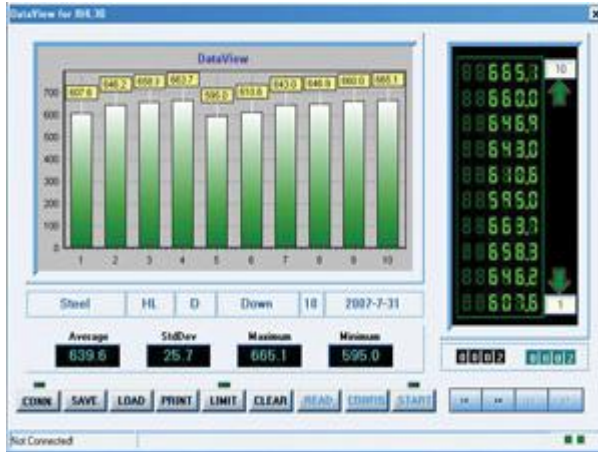 DataView for RHL30
DataView
700 600 500 400 300 200 100 0
607.6 646.2 658.3 663.7 595.0 610.6 643.0 646.9 660.0 665.1
1 2 3 4 5 6 7 8 9 10
Steel HL D Down 10 2007-7-31
Average StdDev Maximum Minimum
639.6 25.7 665.1 595.0
CONN SAVE LOAD PRINT LIMIT CLEAR READ CONFIG START
Not Connected!
665.1 10
660.0
646.9
643.0
610.6
595.0
663.7
658.3
646.2
607.6 1
0002 0002